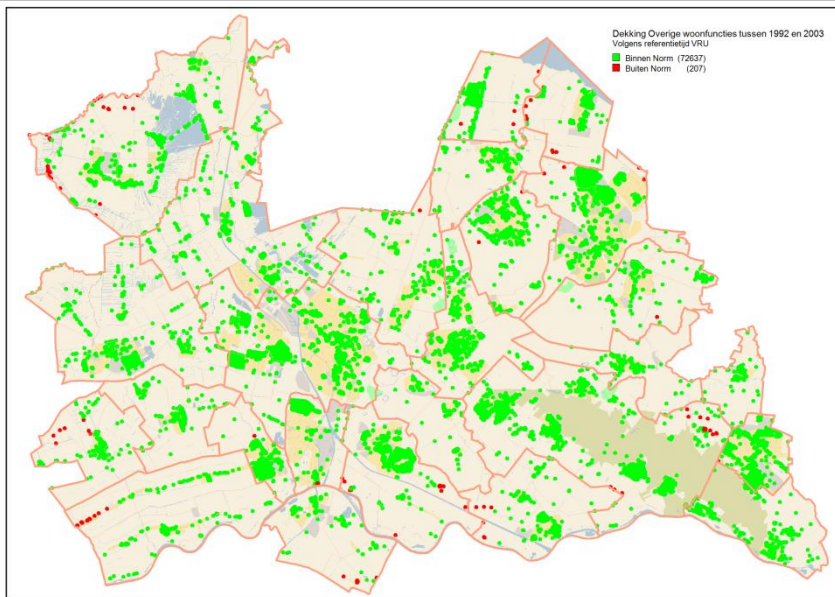 Dekking Overige woonfuncties tussen 1992 en 2003
Volgens referentietijd VRU
Binnen Norm (72637)
Buiten Norm (207)